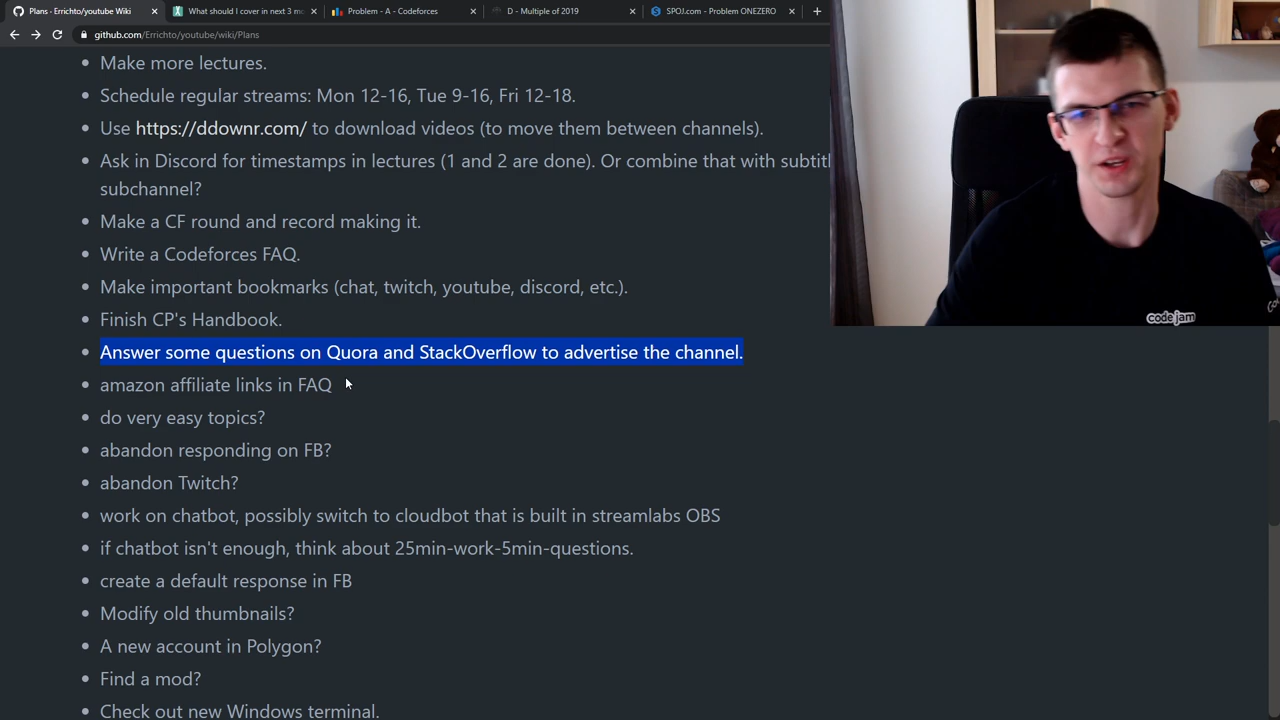 Plans · Errichto/youtube Wiki
What should I cover in next 3 mo
Problem - A - Codeforces
D - Multiple of 2019
SPOJ.com - Problem ONEZERO
github.com/Errichto/youtube/wiki/Plans
Make more lectures.
Schedule regular streams: Mon 12-16, Tue 9-16, Fri 12-18.
Use https://ddownr.com/ to download videos (to move them between channels).
Ask in Discord for timestamps in lectures (1 and 2 are done). Or combine that with subtitl
subchannel?
Make a CF round and record making it.
Write a Codeforces FAQ.
Make important bookmarks (chat, twitch, youtube, discord, etc.).
Finish CP's Handbook.
Answer some questions on Quora and StackOverflow to advertise the channel.
amazon affiliate links in FAQ
do very easy topics?
abandon responding on FB?
abandon Twitch?
work on chatbot, possibly switch to cloudbot that is built in streamlabs OBS
if chatbot isn't enough, think about 25min-work-5min-questions.
create a default response in FB
Modify old thumbnails?
A new account in Polygon?
Find a mod?
Check out new Windows terminal.
code jam